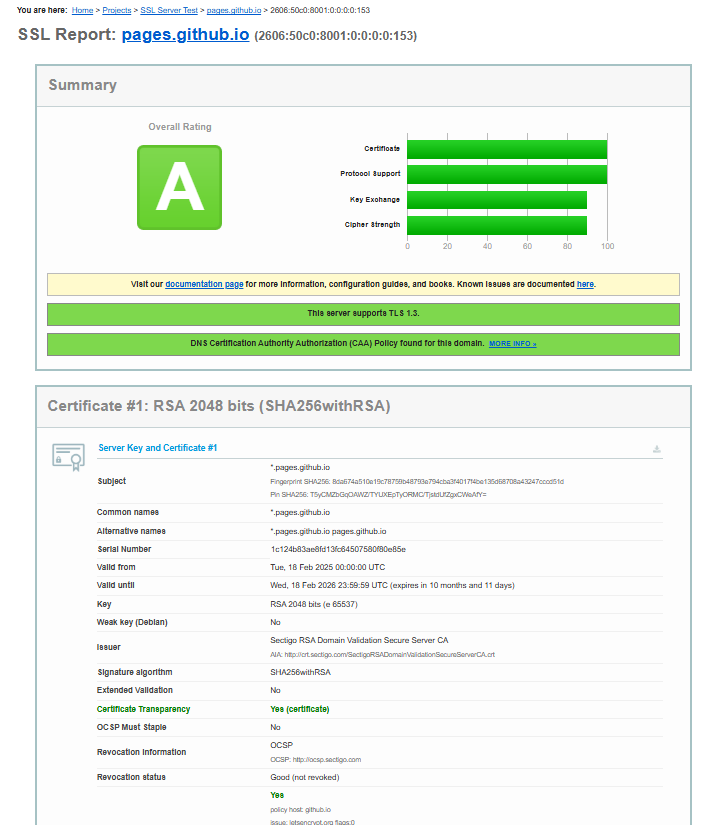 You are here: Home > Projects > SSL Server Test > pages.github.io > 2606:50c0:8001:0:0:0:0:153
SSL Report: pages.github.io (2606:50c0:8001:0:0:0:0:153)
Summary
Overall Rating
A
Certificate
Protocol Support
Key Exchange
Cipher Strength
0 20 40 60 80 100
Visit our documentation page for more information, configuration guides, and books. Known issues are documented here.
This server supports TLS 1.3.
DNS Certification Authority Authorization (CAA) Policy found for this domain. MORE INFO »
Certificate #1: RSA 2048 bits (SHA256withRSA)
Server Key and Certificate #1
Subject
*.pages.github.io
Fingerprint SHA256: 8da674a510e19c78759b48793e794cba3f4017f4be135d68708a43247cccd51d
Pin SHA256: T5yCMZbGqOAWZ/TYUXEpTyORMC/TjstdUfZgxCWeAfY=
Common names *.pages.github.io
Alternative names *.pages.github.io pages.github.io
Serial Number 1c124b83ae8fd13fc64507580f80e85e
Valid from Tue, 18 Feb 2025 00:00:00 UTC
Valid until Wed, 18 Feb 2026 23:59:59 UTC (expires in 10 months and 11 days)
Key RSA 2048 bits (e 65537)
Weak key (Debian) No
Issuer
Sectigo RSA Domain Validation Secure Server CA
AIA: http://crt.sectigo.com/SectigoRSADomainValidationSecureServerCA.crt
Signature algorithm SHA256withRSA
Extended Validation No
Certificate Transparency Yes (certificate)
OCSP Must Staple No
Revocation information
OCSP
OCSP: http://ocsp.sectigo.com
Revocation status Good (not revoked)
Yes
policy host: github.io
issue: letsencrypt.org flags:0